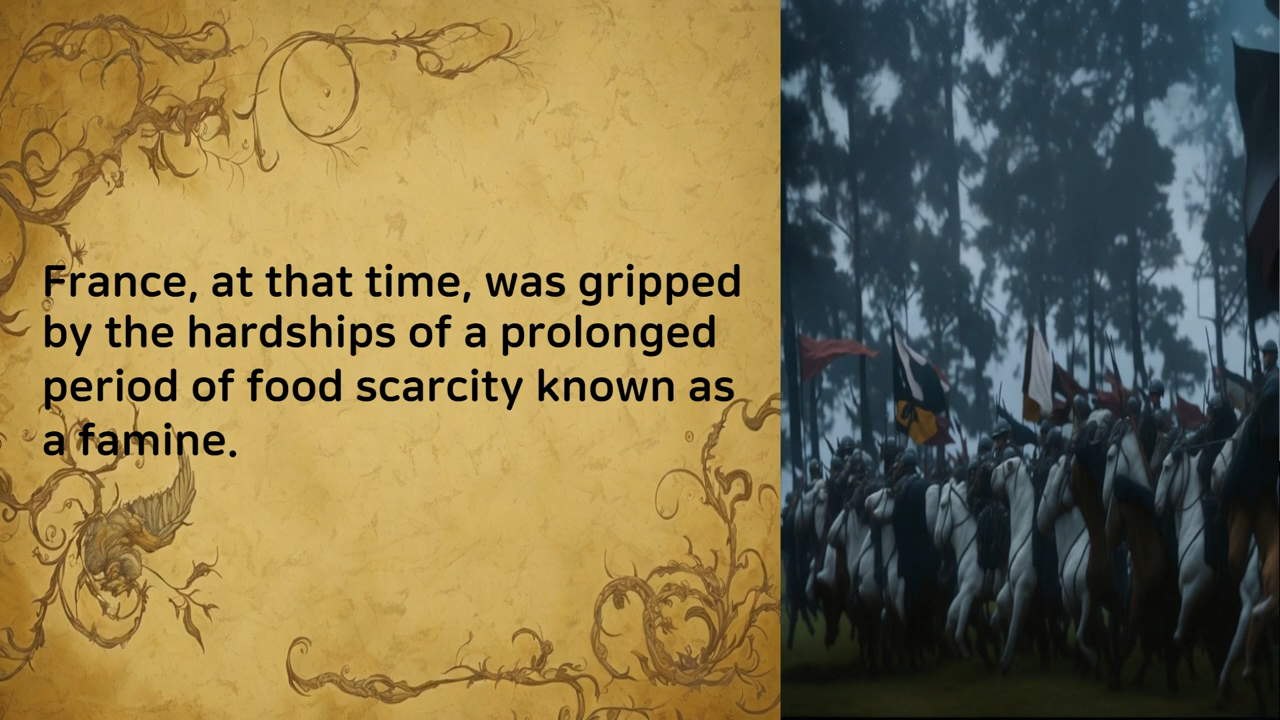 France, at that time, was gripped
by the hardships of a prolonged
period of food scarcity known as
a famine.